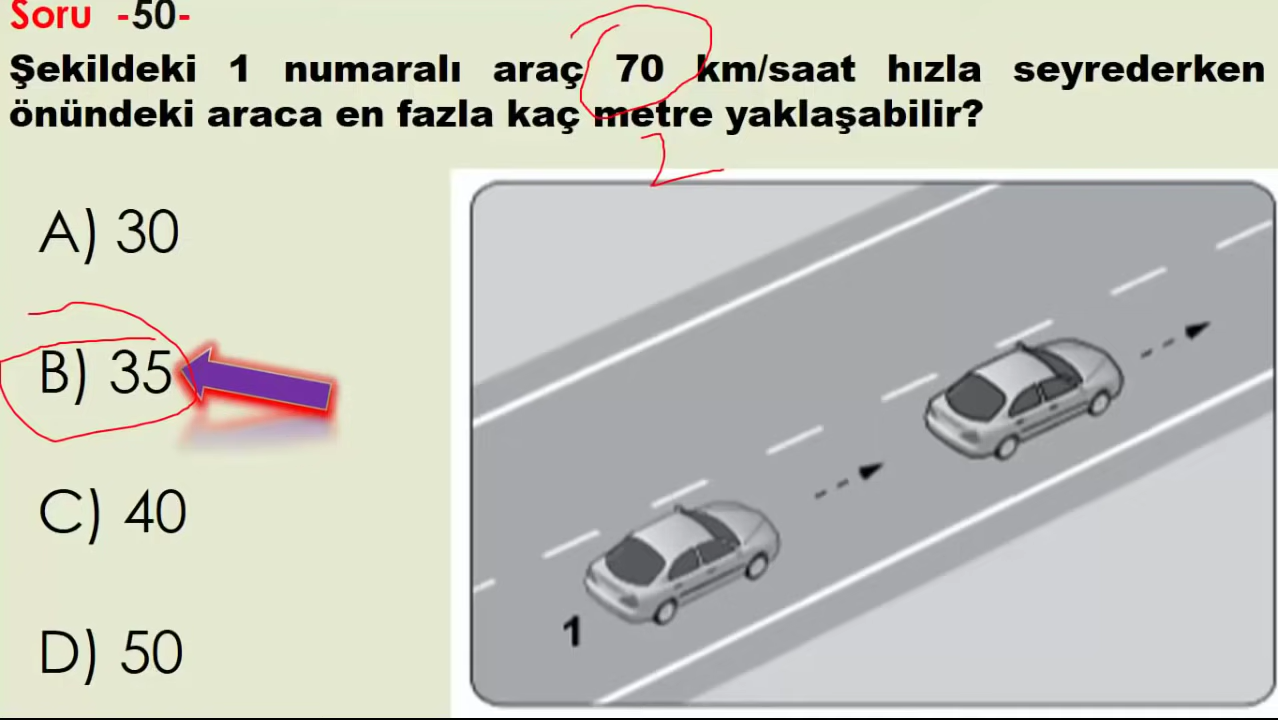 Soru -50-
Şekildeki 1 numaralı araç 70 km/saat hızla seyrederken
önündeki araca en fazla kaç metre yaklaşabilir?
2
A) 30
B) 35
C) 40
D) 50
1